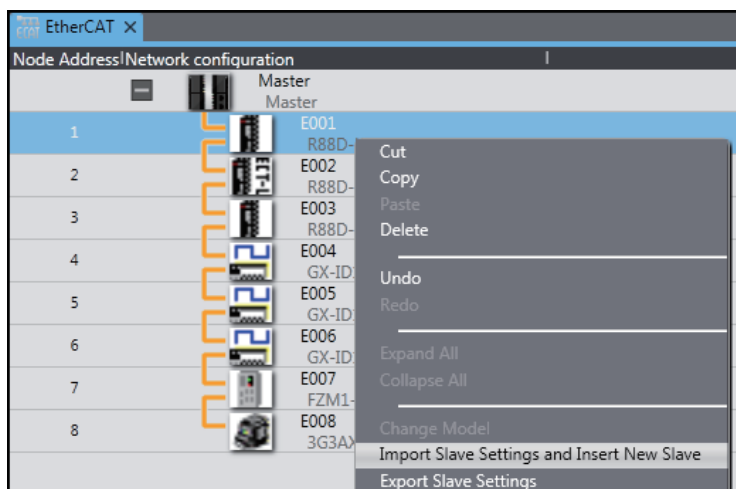 EtherCAT
Node Address Network configuration
Master
Master
1
E001
R88D-
2
E002
R88D-
ECT-L
3
E003
R88D-
4
E004
GX-ID
5
E005
GX-ID
6
E006
GX-ID
7
E007
FZM1-
8
E008
3G3AX
Cut
Copy
Paste
Delete
Undo
Redo
Expand All
Collapse All
Change Model
Import Slave Settings and Insert New Slave
Export Slave Settings